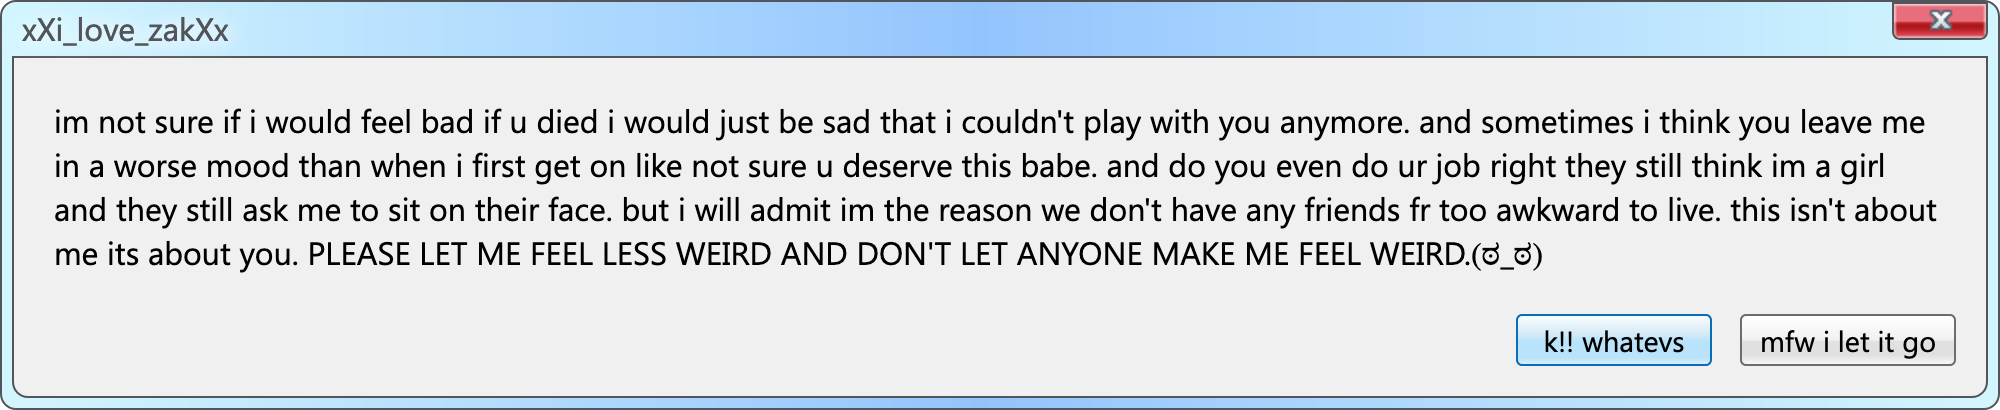 xXi_love_zakXx
im not sure if i would feel bad if u died i would just be sad that i couldn't play with you anymore. and sometimes i think you leave me
in a worse mood than when i first get on like not sure u deserve this babe. and do you even do ur job right they still think im a girl
and they still ask me to sit on their face. but i will admit im the reason we don't have any friends fr too awkward to live. this isn't about
me its about you. PLEASE LET ME FEEL LESS WEIRD AND DON'T LET ANYONE MAKE ME FEEL WEIRD.(ಠ_ಠ)
k!! whatevs
mfw i let it go